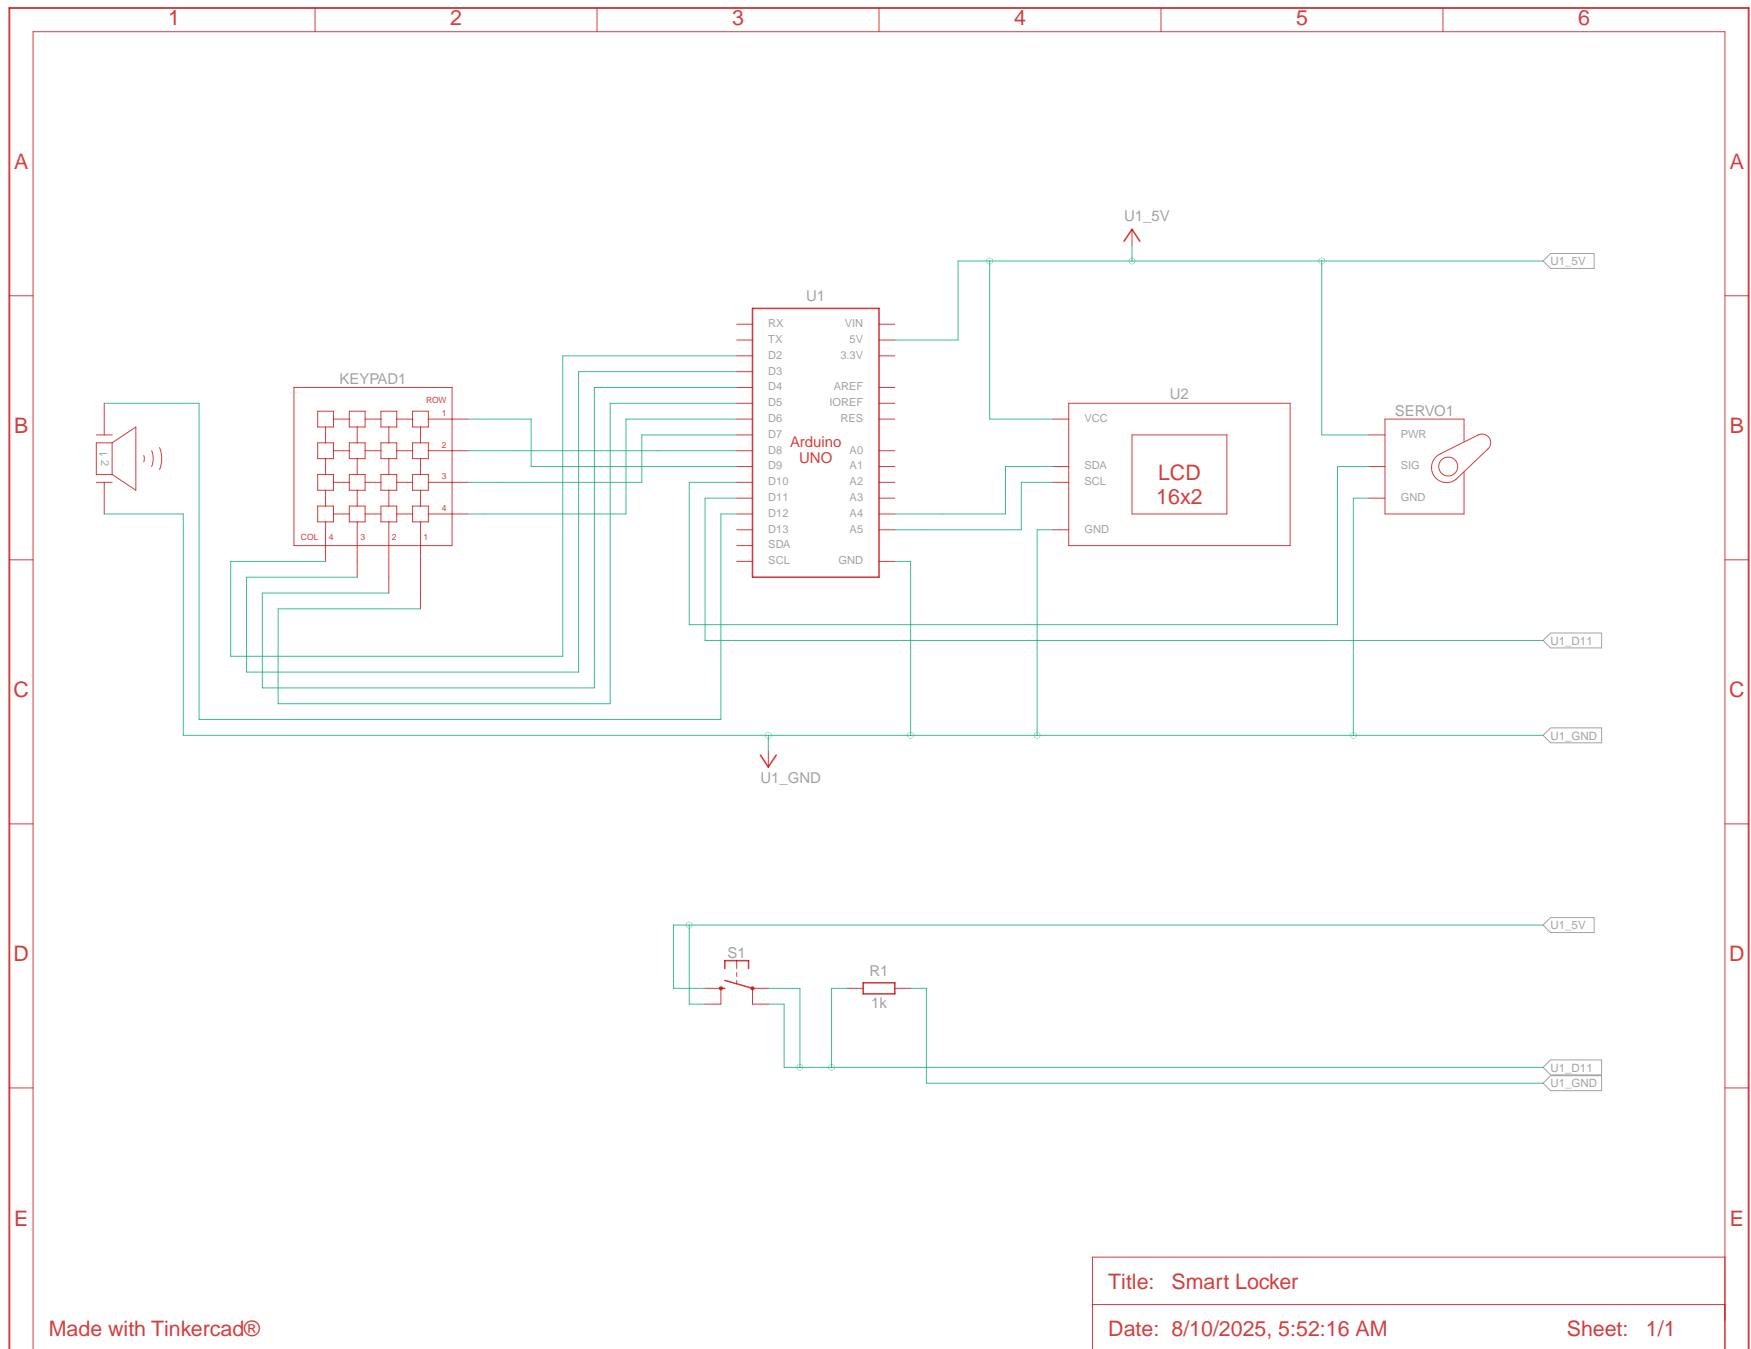 1 2 3 4 5 6
A A
U1_5V
U1_5V
B B
U1
RX VIN
TX 5V
D2 3.3V
D3
D4 AREF
D5 IOREF
D6 RES
D7
D8 A0
D9 A1
D10 A2
D11 A3
D12 A4
D13 A5
SDA
SCL GND
Arduino
UNO
KEYPAD1
ROW
1
2
3
4
COL 4 3 2 1
1 2
U2
VCC
SDA
SCL
GND
LCD
16x2
SERVO1
PWR
SIG
GND
C C
U1_D11
U1_GND
U1_GND
D D
U1_5V
S1
R1
1k
U1_D11
U1_GND
E E
Title: Smart Locker
Date: 8/10/2025, 5:52:16 AM Sheet: 1/1
Made with Tinkercad®